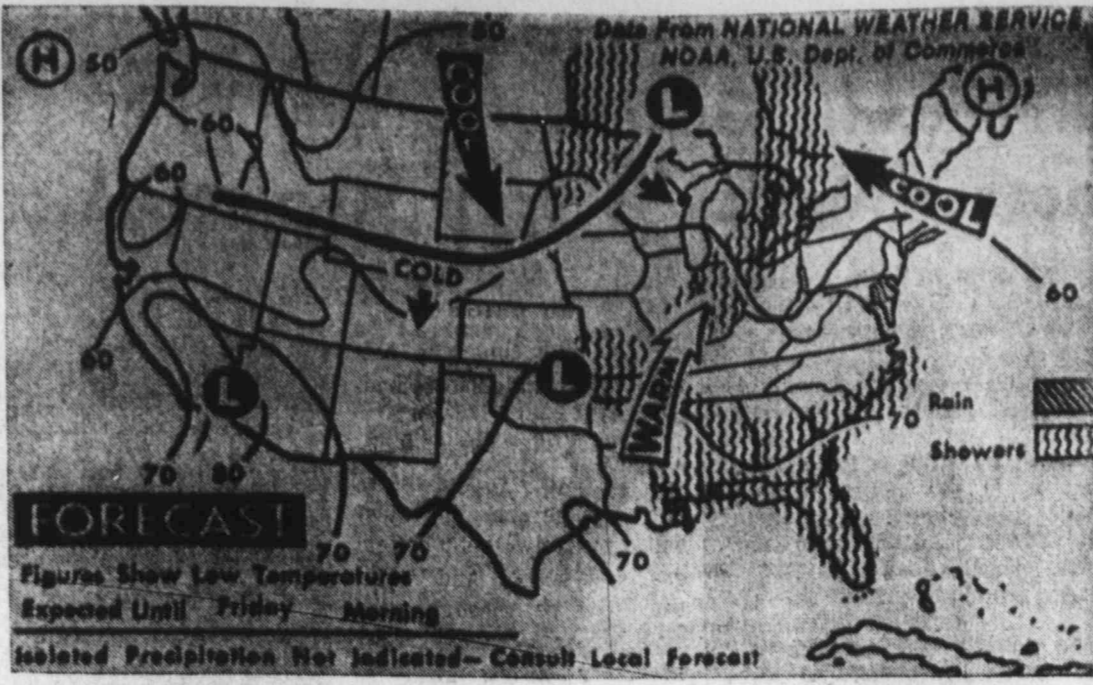 Data From NATIONAL WEATHER SERVICE,
NOAA, U.S. Dept. of Commerce
H
50
50
L
H
60
COOL
COOL
60
60
COLD
60
L
L
WARM
70
Rain
Showers
70
80
FORECAST
70
70
70
Figures Show Low Temperatures
Expected Until Friday Morning
Isolated Precipitation Not Indicated— Consult Local Forecast